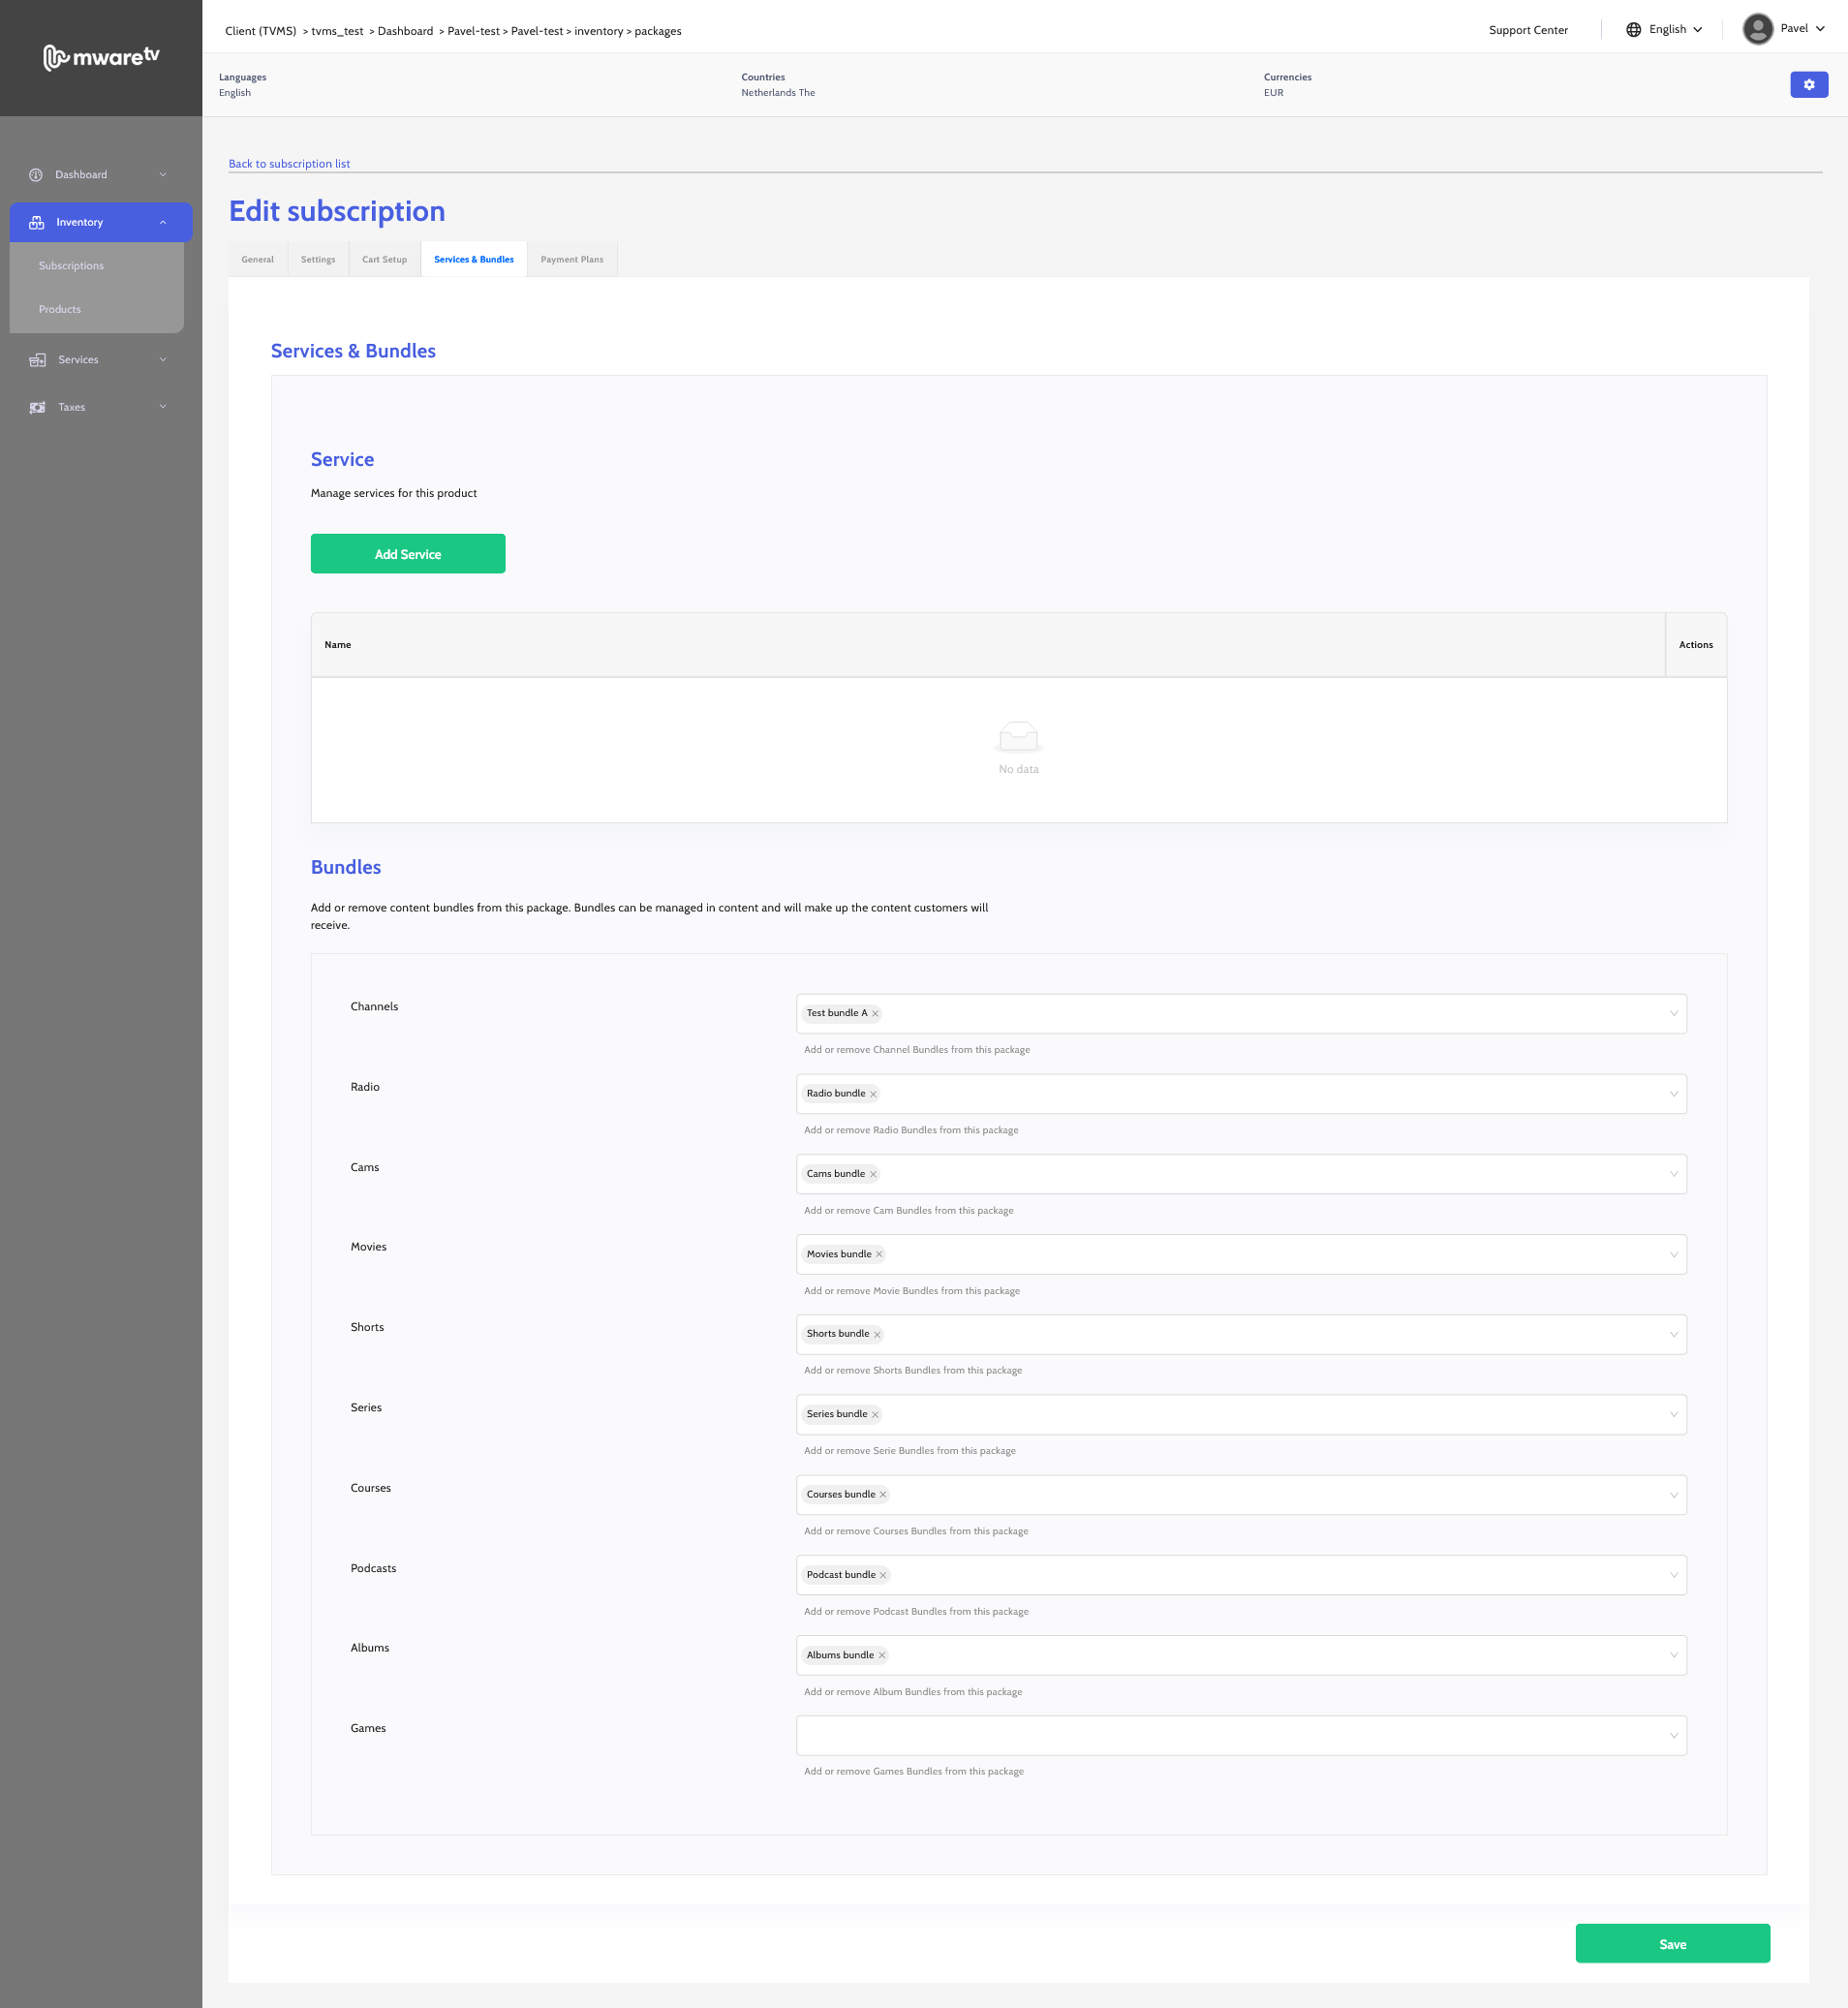 mwaretv
Client (TVMS) > tvms_test > Dashboard > Pavel-test > Pavel-test > inventory > packages
Support Center
English
Pavel
Languages
English
Countries
Netherlands The
Currencies
EUR
Dashboard
Inventory
Subscriptions
Products
Services
Taxes
Back to subscription list
Edit subscription
General
Settings
Cart Setup
Services & Bundles
Payment Plans
Services & Bundles
Service
Manage services for this product
Add Service
Name
Actions
No data
Bundles
Add or remove content bundles from this package. Bundles can be managed in content and will make up the content customers will
receive.
Channels
Test bundle A
Add or remove Channel Bundles from this package
Radio
Radio bundle
Add or remove Radio Bundles from this package
Cams
Cams bundle
Add or remove Cam Bundles from this package
Movies
Movies bundle
Add or remove Movie Bundles from this package
Shorts
Shorts bundle
Add or remove Shorts Bundles from this package
Series
Series bundle
Add or remove Serie Bundles from this package
Courses
Courses bundle
Add or remove Courses Bundles from this package
Podcasts
Podcast bundle
Add or remove Podcast Bundles from this package
Albums
Albums bundle
Add or remove Album Bundles from this package
Games
Add or remove Games Bundles from this package
Save